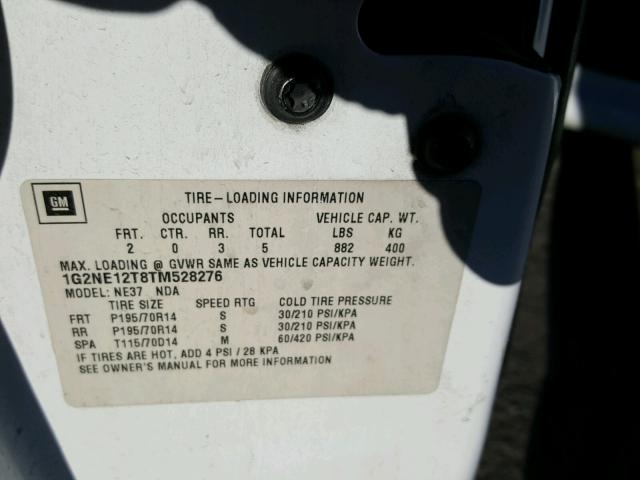 GM
TIRE-LOADING INFORMATION
OCCUPANTS VEHICLE CAP. WT.
FRT. CTR. RR. TOTAL LBS KG
2 0 3 5 882 400
MAX. LOADING @ GVWR SAME AS VEHICLE CAPACITY WEIGHT.
1G2NE12T8TM528276
MODEL: NE37 NDA
TIRE SIZE SPEED RTG COLD TIRE PRESSURE
FRT P195/70R14 S 30/210 PSI/KPA
RR P195/70R14 S 30/210 PSI/KPA
SPA T115/70D14 M 60/420 PSI/KPA
IF TIRES ARE HOT, ADD 4 PSI / 28 KPA
SEE OWNER'S MANUAL FOR MORE INFORMATION